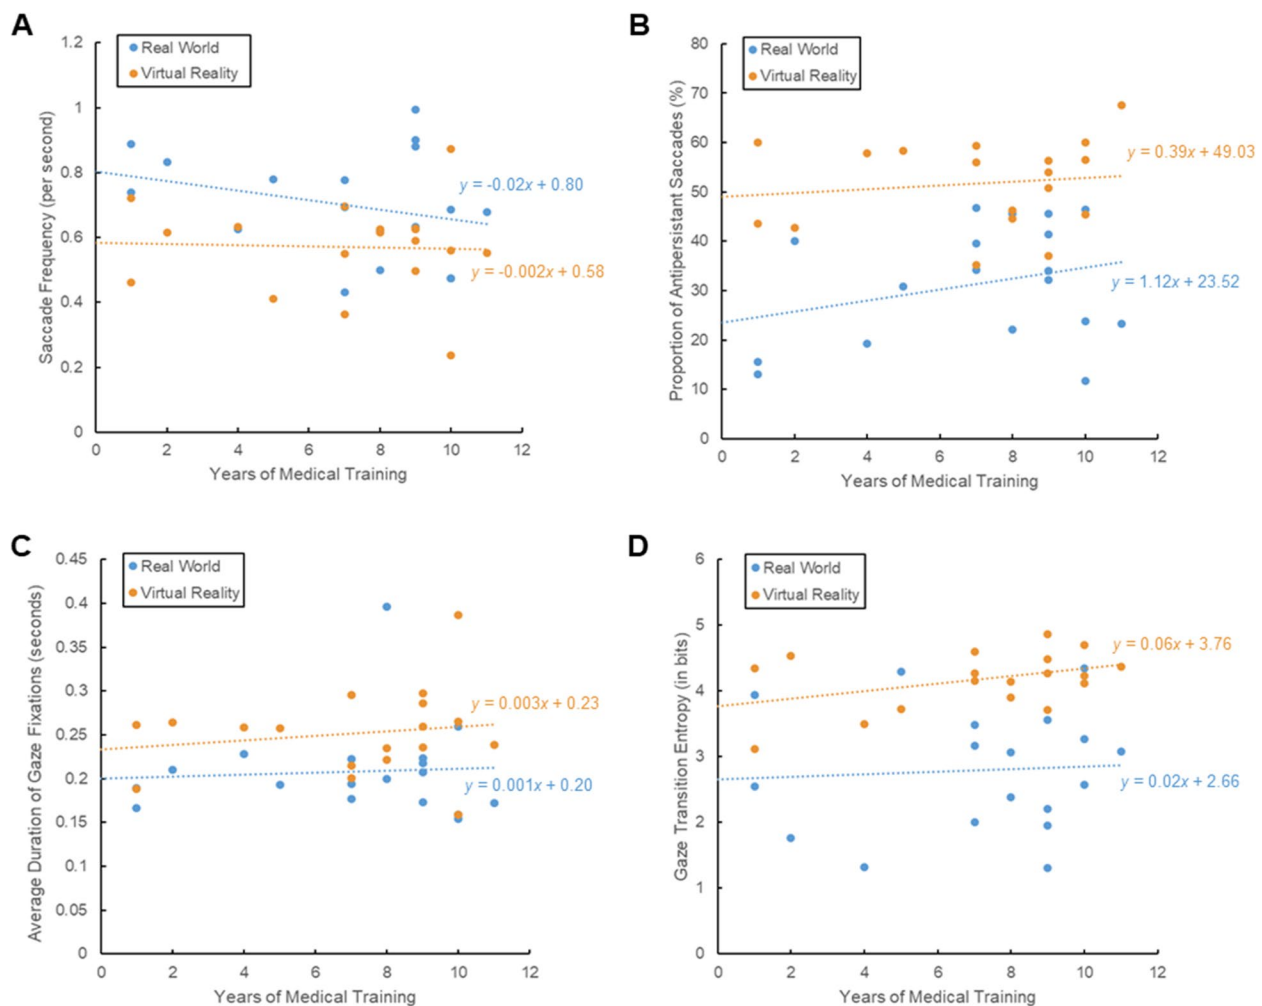 A
Real World
Virtual Reality
Saccade Frequency (per second)
1.2
1
0.8
0.6
0.4
0.2
0
y = -0.02x + 0.80
y = -0.002x + 0.58
0 2 4 6 8 10 12
Years of Medical Training
B
Real World
Virtual Reality
Proportion of Antipersistant Saccades (%)
80
70
60
50
40
30
20
10
0
y = 0.39x + 49.03
y = 1.12x + 23.52
0 2 4 6 8 10 12
Years of Medical Training
C
Real World
Virtual Reality
Average Duration of Gaze Fixations (seconds)
0.45
0.4
0.35
0.3
0.25
0.2
0.15
0.1
0.05
0
y = 0.003x + 0.23
y = 0.001x + 0.20
0 2 4 6 8 10 12
Years of Medical Training
D
Real World
Virtual Reality
Gaze Transition Entropy (in bits)
6
5
4
3
2
1
0
y = 0.06x + 3.76
y = 0.02x + 2.66
0 2 4 6 8 10 12
Years of Medical Training